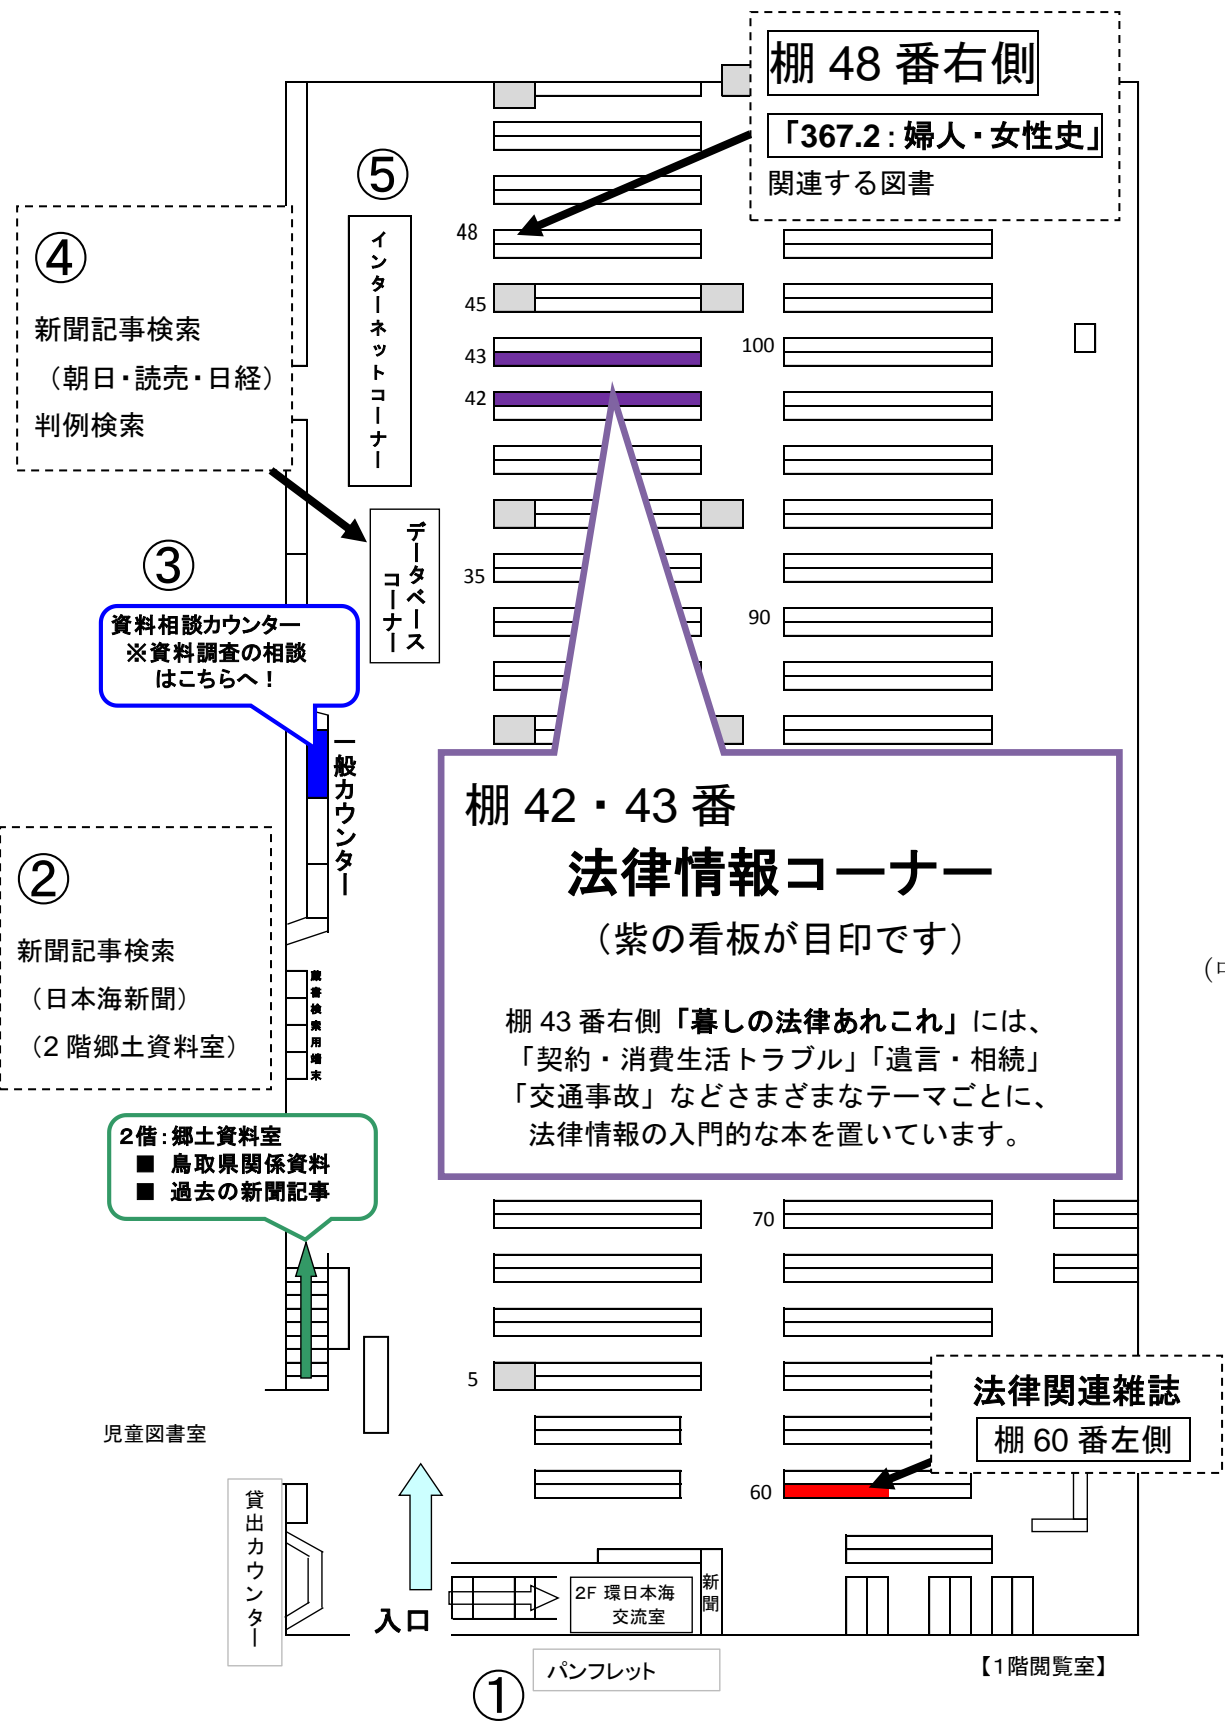 棚 48 番右側
「367.2：婦人・女性史」
関連する図書
⑤
インターネットコーナー
④
新聞記事検索
（朝日・読売・日経）
判例検索
48
45
43
42
100
データベース
コーナー
35
90
③
資料相談カウンター
※資料調査の相談
はこちらへ！
一般カウンター
棚 42・43 番
法律情報コーナー
（紫の看板が目印です）
棚 43 番右側「暮しの法律あれこれ」には、
「契約・消費生活トラブル」「遺言・相続」
「交通事故」などさまざまなテーマごとに、
法律情報の入門的な本を置いています。
②
新聞記事検索
（日本海新聞）
（2 階郷土資料室）
蔵書検索用端末
2階：郷土資料室
■ 鳥取県関係資料
■ 過去の新聞記事
70
5
法律関連雑誌
棚 60 番左側
60
児童図書室
貸出カウンター
入口
2F 環日本海
交流室
新聞
①
パンフレット
【1階閲覧室】